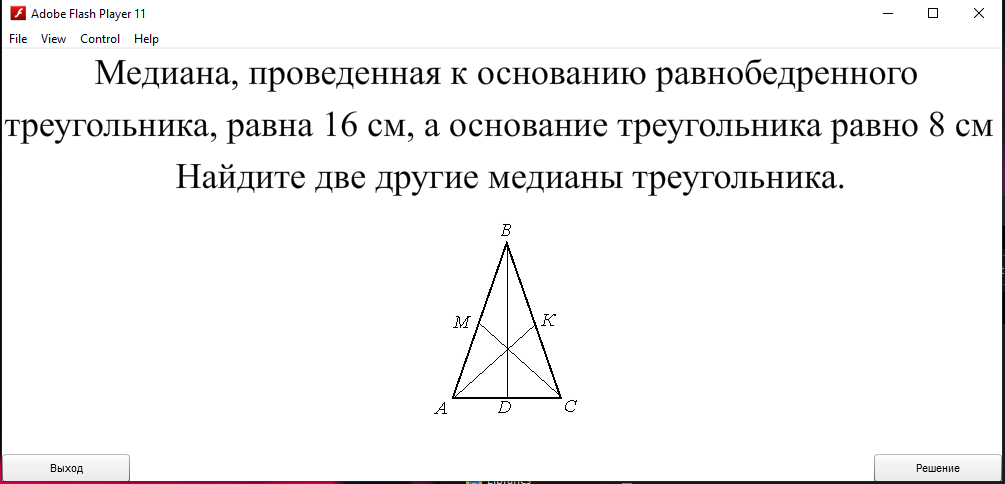 Adobe Flash Player 11
File View Control Help
Медиана, проведенная к основанию равнобедренного
треугольника, равна 16 см, а основание треугольника равно 8 см
Найдите две другие медианы треугольника.
B
M K
A D C
Выход Решение